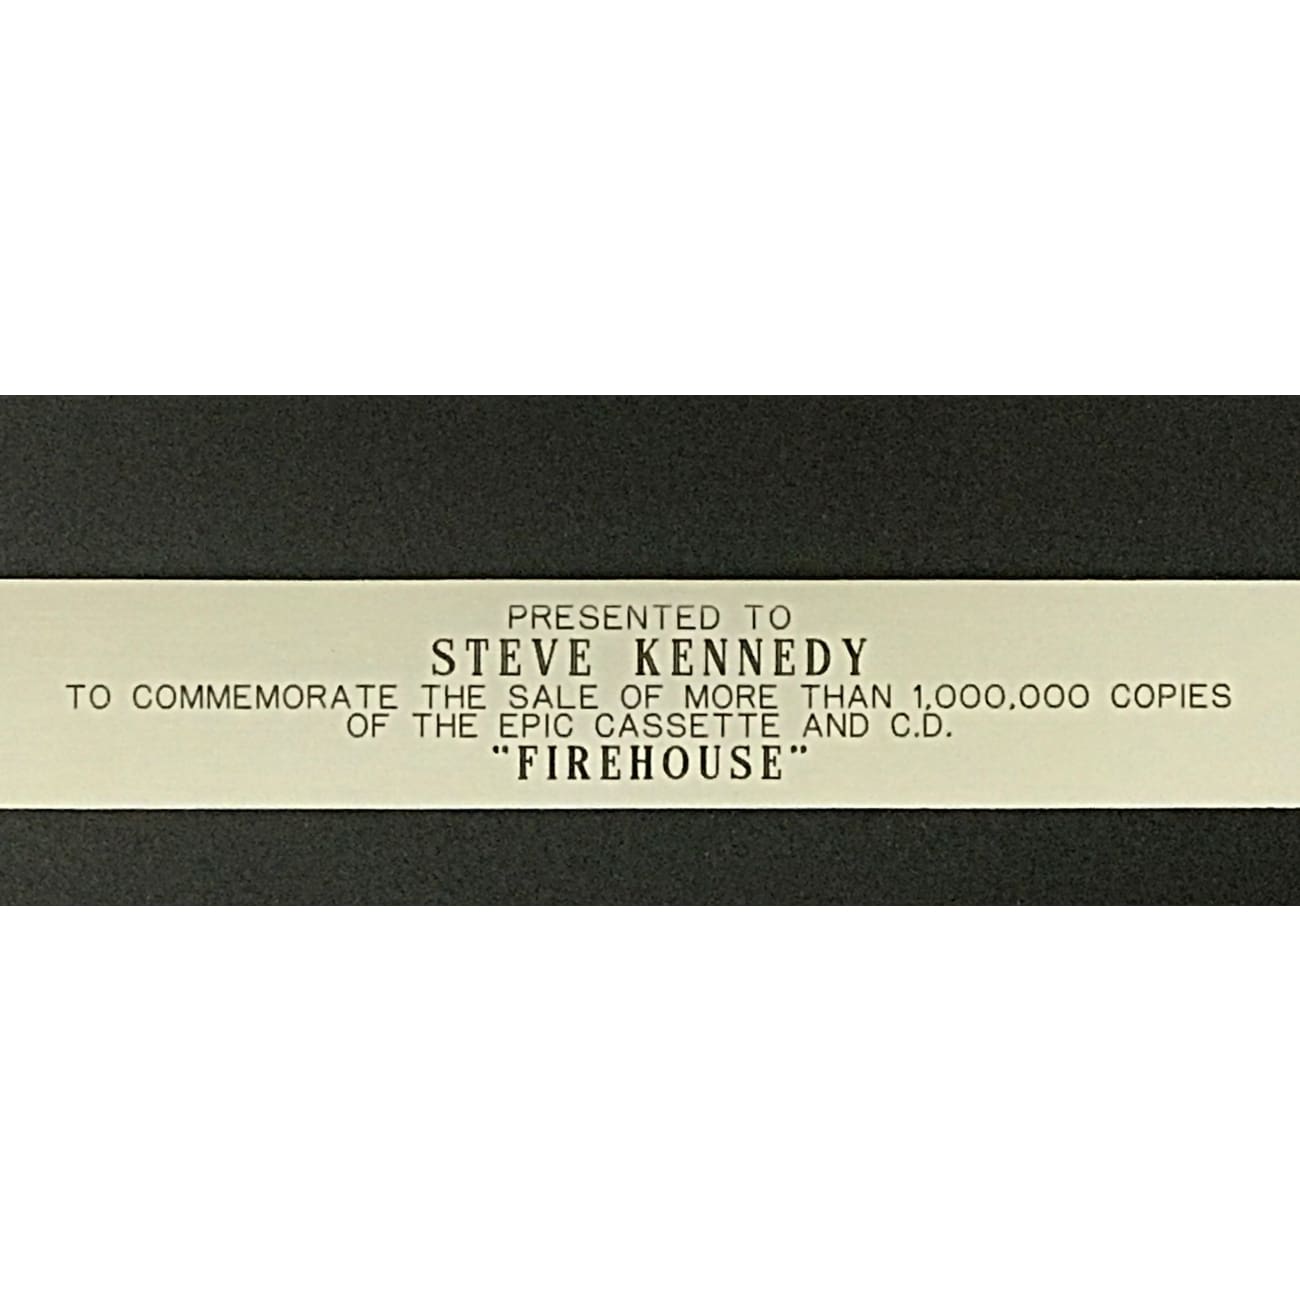 PRESENTED TO
STEVE KENNEDY
TO COMMEMORATE THE SALE OF MORE THAN 1,000,000 COPIES
OF THE EPIC CASSETTE AND C.D.
"FIREHOUSE"